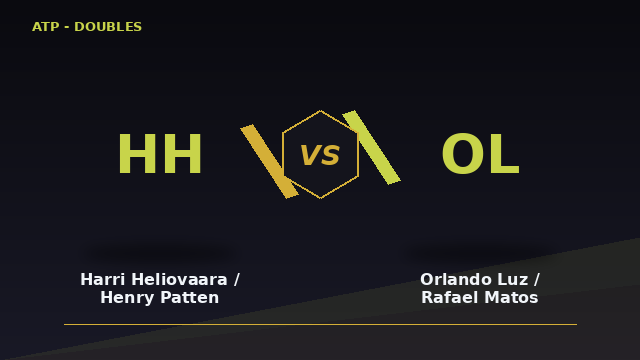 ATP - DOUBLES
HH
VS
OL
Harri Heliovaara /
Henry Patten
Orlando Luz /
Rafael Matos